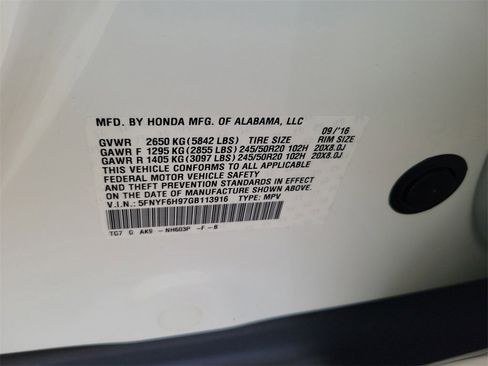 MFD. BY HONDA MFG. OF ALABAMA, LLC 09/'16
GVWR 2650 KG (5842 LBS) TIRE SIZE RIM SIZE
GAWR F 1295 KG (2855 LBS) 245/50R20 102H 20X8.0J
GAWR R 1405 KG (3097 LBS) 245/50R20 102H 20X8.0J
THIS VEHICLE CONFORMS TO ALL APPLICABLE
FEDERAL MOTOR VEHICLE SAFETY
AND THEFT PREVENTION STANDARDS IN EFFECT
ON THE DATE OF MANUFACTURE SHOWN ABOVE.
V.I.N.: 5FNYF6H97GB113916 TYPE: MPV
TG7 G AK9 - NH603P -F - B